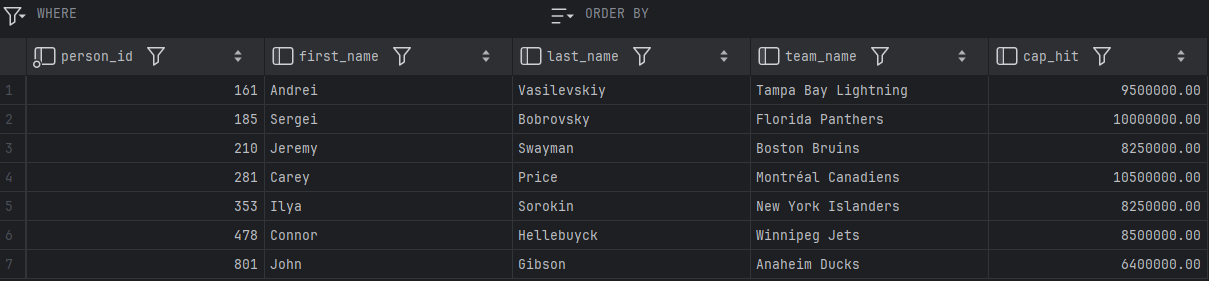 WHERE ORDER BY
person_id first_name last_name team_name cap_hit
1 161 Andrei Vasilevskiy Tampa Bay Lightning 9500000.00
2 185 Sergei Bobrovsky Florida Panthers 10000000.00
3 210 Jeremy Swayman Boston Bruins 8250000.00
4 281 Carey Price Montréal Canadiens 10500000.00
5 353 Ilya Sorokin New York Islanders 8250000.00
6 478 Connor Hellebuyck Winnipeg Jets 8500000.00
7 801 John Gibson Anaheim Ducks 6400000.00